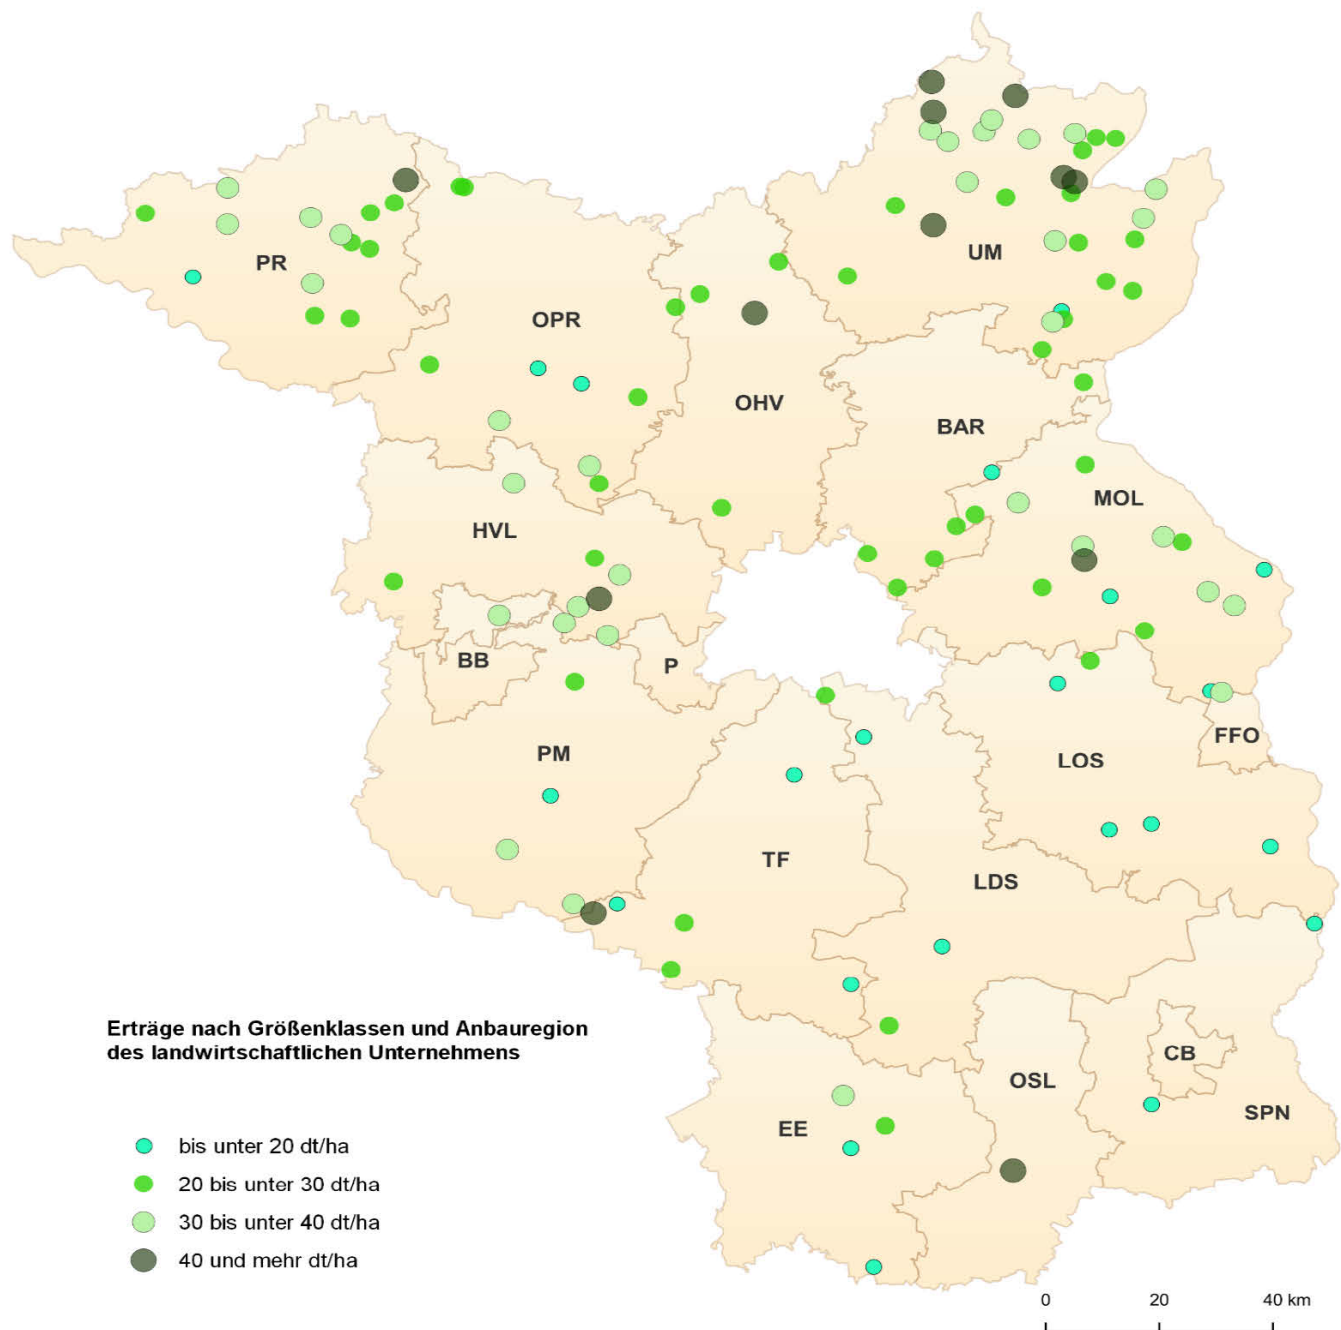 PR
UM
OPR
OHV
BAR
MOL
HVL
BB
P
FFO
PM
LOS
TF
LDS
Erträge nach Größenklassen und Anbauregion
des landwirtschaftlichen Unternehmens
CB
OSL
SPN
EE
bis unter 20 dt/ha
20 bis unter 30 dt/ha
30 bis unter 40 dt/ha
40 und mehr dt/ha
0 20 40 km